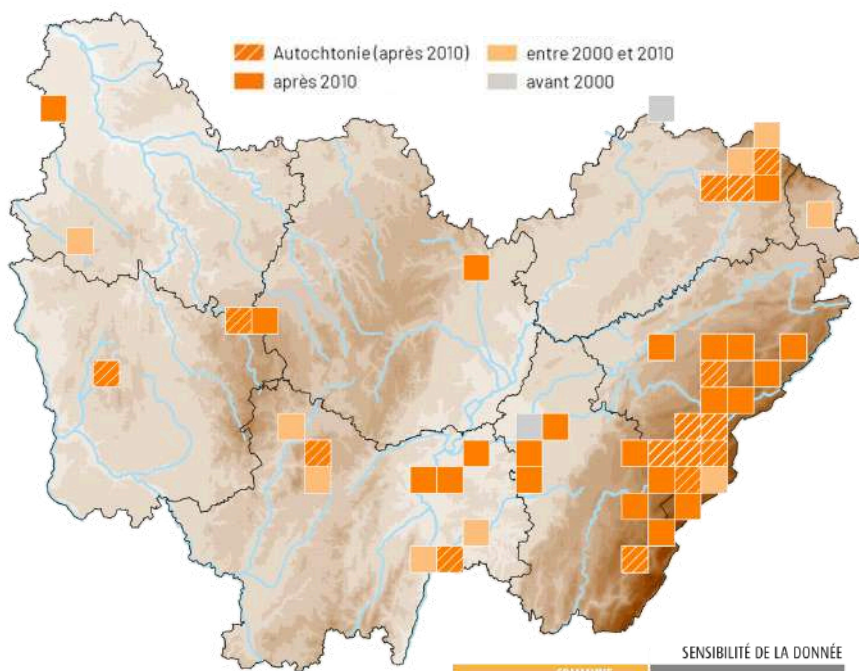 Autochtonie (après 2010)
entre 2000 et 2010
après 2010
avant 2000
SENSIBILITÉ DE LA DONNÉE